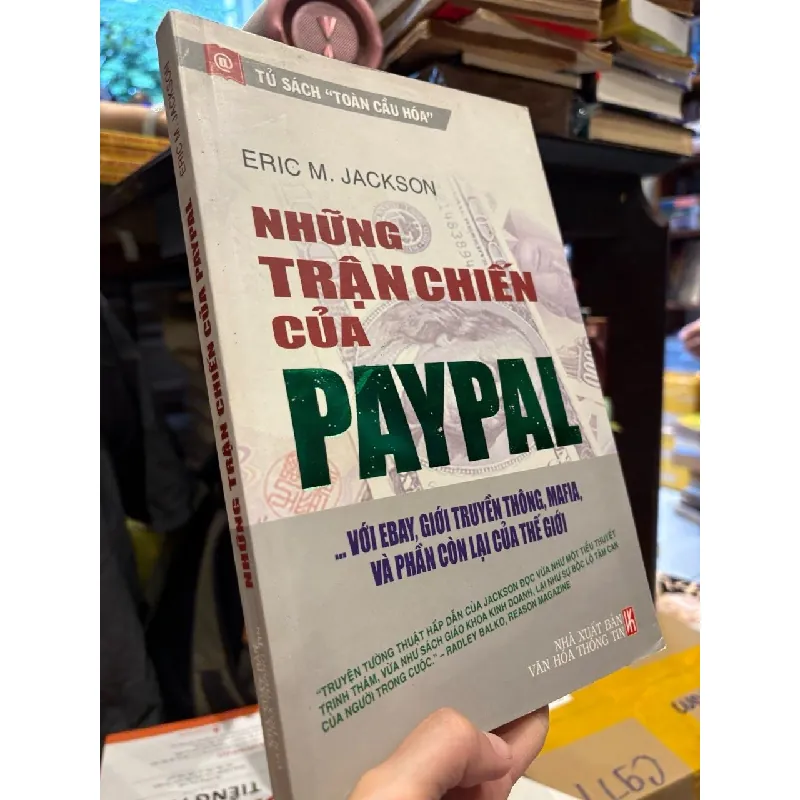 TỦ SÁCH "TOÀN CẦU HÓA"
ERIC M. JACKSON
NHỮNG
TRẬN CHIẾN
CỦA
PAYPAL
... VỚI EBAY, GIỚI TRUYỀN THÔNG, MAFIA,
VÀ PHẦN CÒN LẠI CỦA THẾ GIỚI
"TRUYỆN TƯỜNG THUẬT HẤP DẪN CỦA JACKSON ĐỌC VỪA NHƯ MỘT TIỂU THUYẾT
TRINH THÁM, VỪA NHƯ SÁCH GIÁO KHOA KINH DOANH, LẠI NHƯ SỰ BỘC LỘ TÂM CAN
CỦA NGƯỜI TRONG CUỘC." – RADLEY BALKO, REASON MAGAZINE
NHÀ XUẤT BẢN
VĂN HÓA THÔNG TIN
ERIC M. JACKSON
NHỮNG TRẬN CHIẾN CỦA PAYPAL
TIẾNG